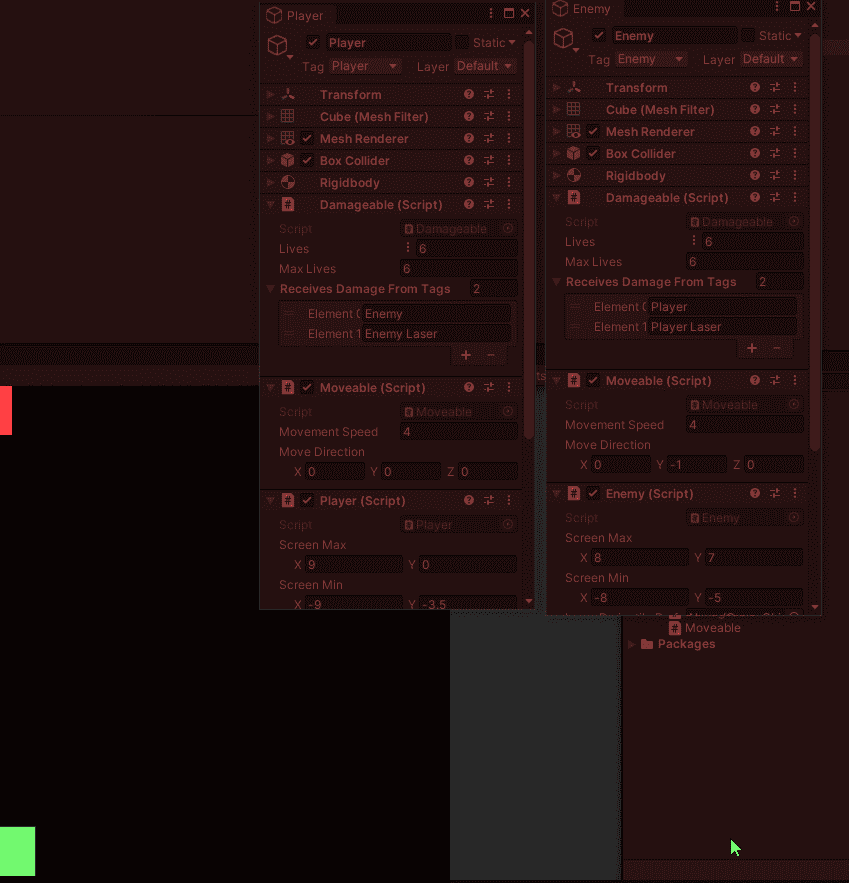 Player
Player
Static
Tag Player Layer Default
Transform
Cube (Mesh Filter)
Mesh Renderer
Box Collider
Rigidbody
Damageable (Script)
Script Damageable
Lives 6
Max Lives 6
Receives Damage From Tags 2
Element 0 Enemy
Element 1 Enemy Laser
+ −
Moveable (Script)
Script Moveable
Movement Speed 4
Move Direction
X 0 Y 0 Z 0
Player (Script)
Script Player
Screen Max
X 9 Y 0
Screen Min
X -9 Y -3.5
Enemy
Enemy
Static
Tag Enemy Layer Default
Transform
Cube (Mesh Filter)
Mesh Renderer
Box Collider
Rigidbody
Damageable (Script)
Script Damageable
Lives 6
Max Lives 6
Receives Damage From Tags 2
Element 0 Player
Element 1 Player Laser
+ −
Moveable (Script)
Script Moveable
Movement Speed 4
Move Direction
X 0 Y -1 Z 0
Enemy (Script)
Script Enemy
Screen Max
X 8 Y 7
Screen Min
X -8 Y -5
Moveable
Packages